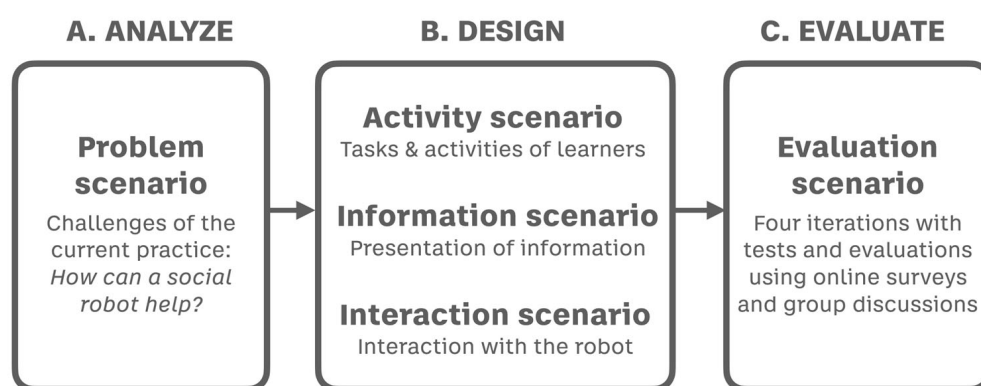 A. ANALYZE
Problem
scenario
Challenges of the
current practice:
How can a social
robot help?
B. DESIGN
Activity scenario
Tasks & activities of learners
Information scenario
Presentation of information
Interaction scenario
Interaction with the robot
C. EVALUATE
Evaluation
scenario
Four iterations with
tests and evaluations
using online surveys
and group discussions